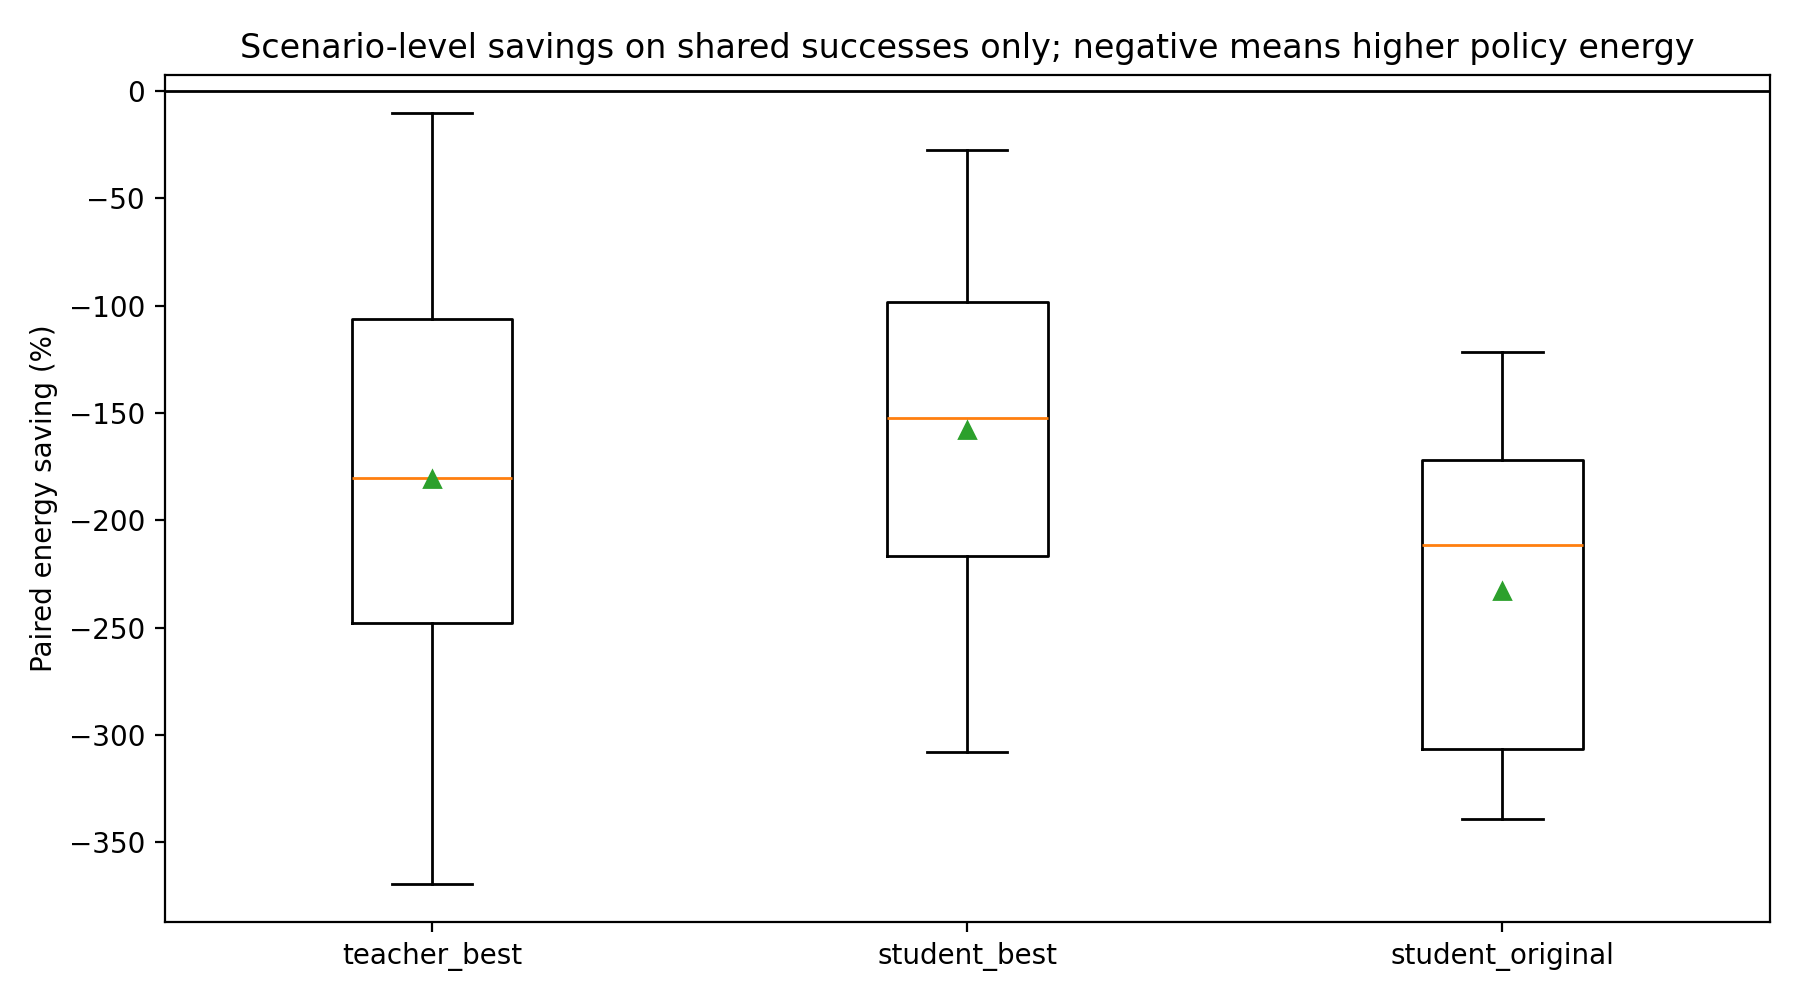 Scenario-level savings on shared successes only; negative means higher policy energy
Paired energy saving (%)
0
−50
−100
−150
−200
−250
−300
−350
teacher_best
student_best
student_original